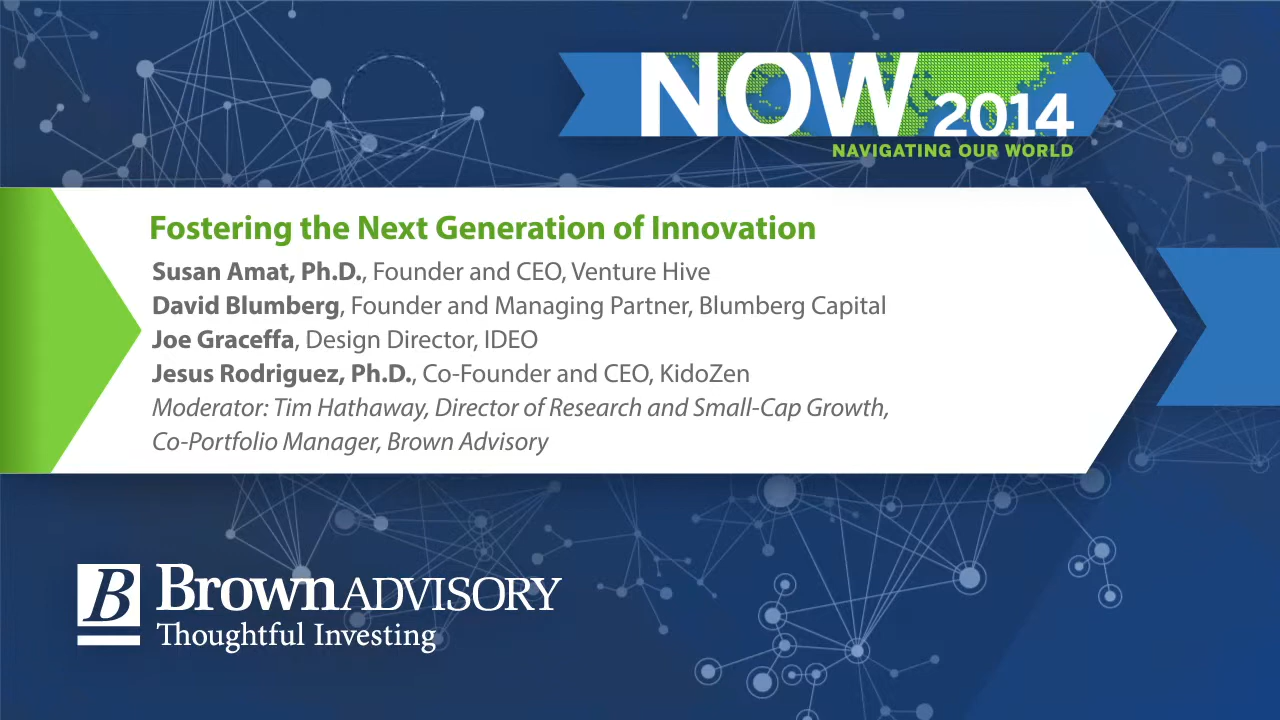 NOW 2014
NAVIGATING OUR WORLD
Fostering the Next Generation of Innovation
Susan Amat, Ph.D., Founder and CEO, Venture Hive
David Blumberg, Founder and Managing Partner, Blumberg Capital
Joe Graceffa, Design Director, IDEO
Jesus Rodriguez, Ph.D., Co-Founder and CEO, KidoZen
Moderator: Tim Hathaway, Director of Research and Small-Cap Growth,
Co-Portfolio Manager, Brown Advisory
B Brown ADVISORY
Thoughtful Investing